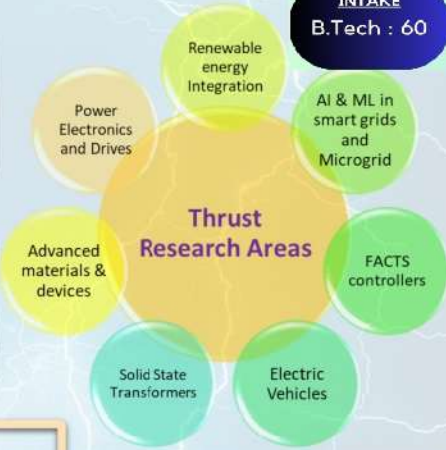 INTAKE
B.Tech : 60
Renewable
energy
Integration
AI & ML in
smart grids
and
Microgrid
Power
Electronics
and Drives
Thrust
Research Areas
FACTS
controllers
Advanced
materials &
devices
Solid State
Transformers
Electric
Vehicles